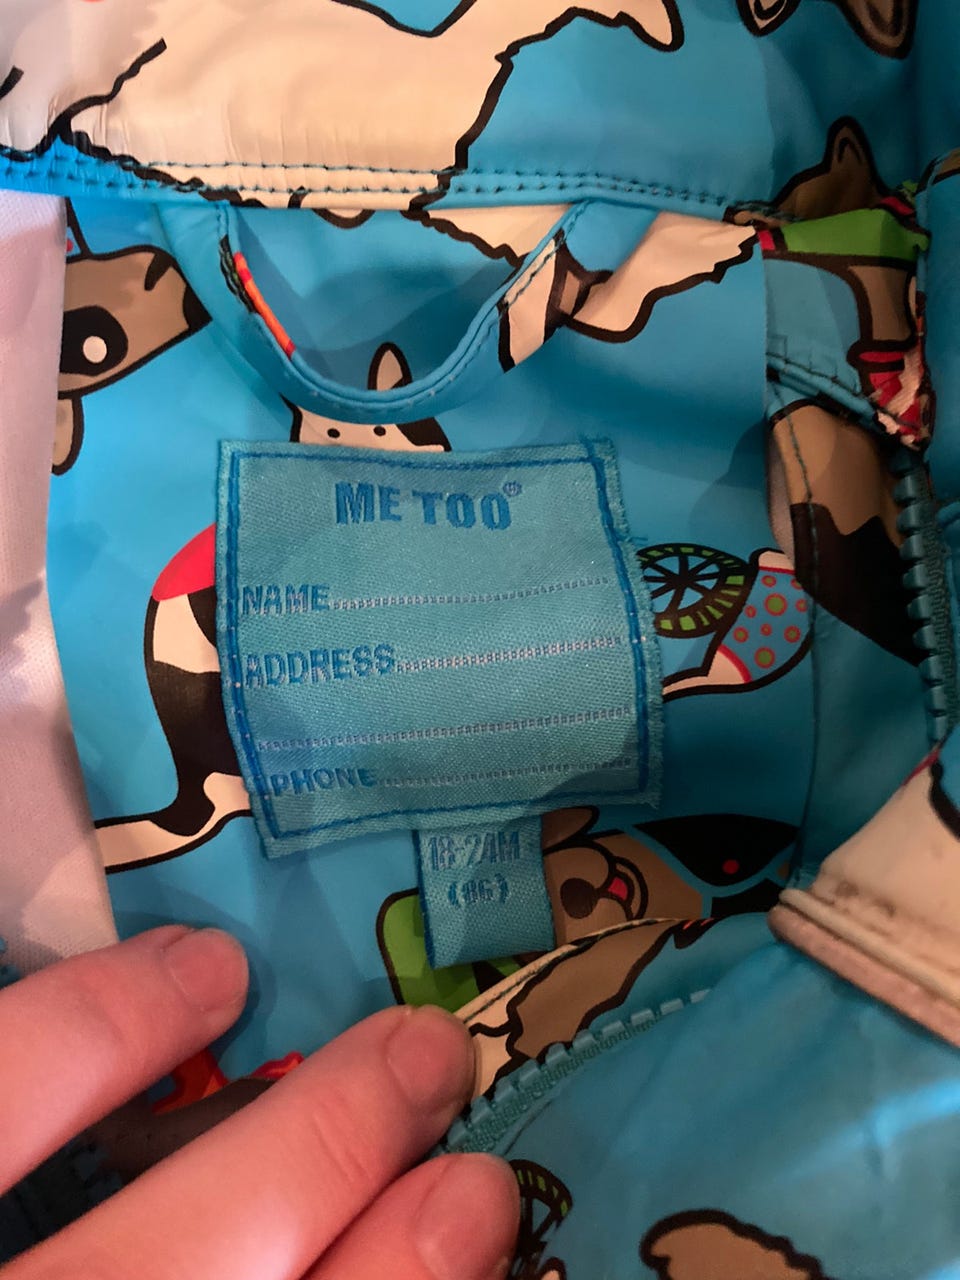 ME TOO®
NAME
ADDRESS
PHONE
18-24M
(86)